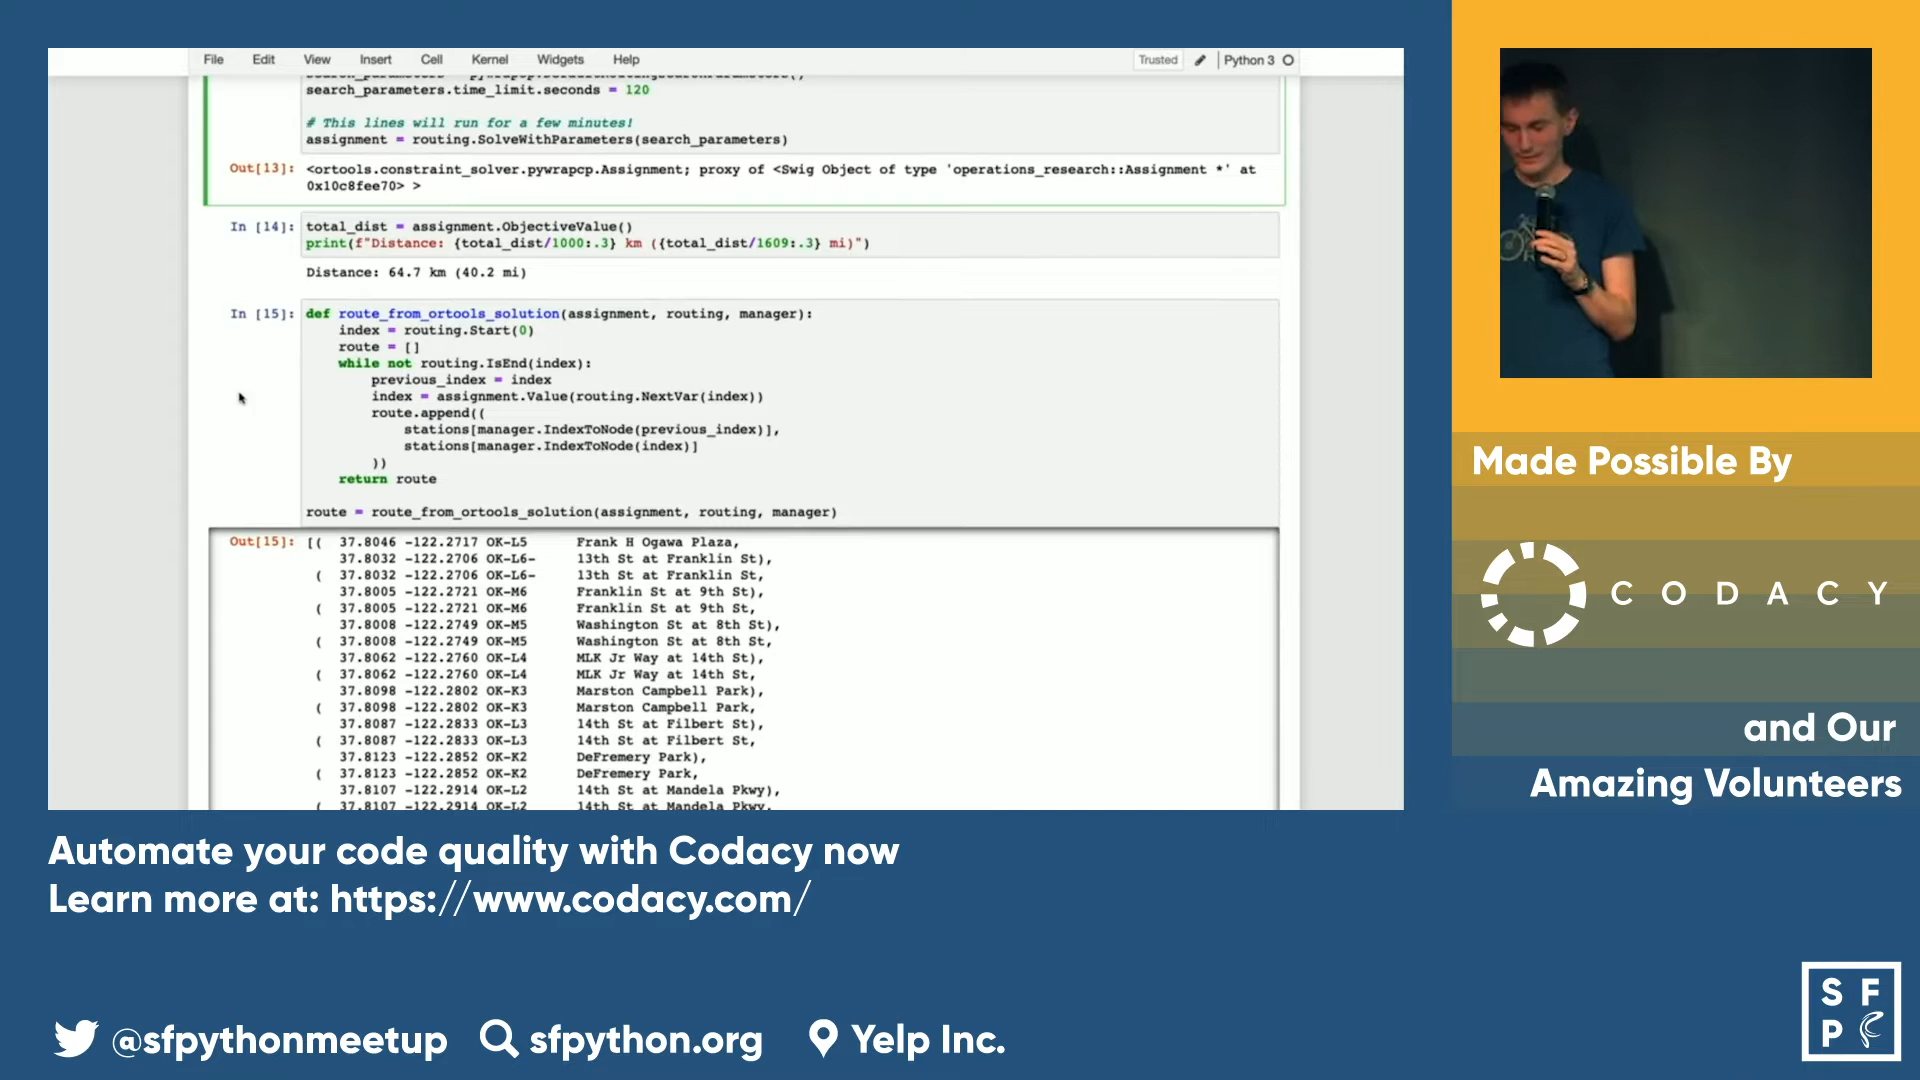 File Edit View Insert Cell Kernel Widgets Help Trusted Python 3
search_parameters.time_limit.seconds = 120
# This lines will run for a few minutes!
assignment = routing.SolveWithParameters(search_parameters)
Out[13]: <ortools.constraint_solver.pywrapcp.Assignment; proxy of <Swig Object of type 'operations_research::Assignment *' at
0x10c8fee70> >
In [14]: total_dist = assignment.ObjectiveValue()
print(f"Distance: {total_dist/1000:.3} km ({total_dist/1609:.3} mi)")
Distance: 64.7 km (40.2 mi)
In [15]: def route_from_ortools_solution(assignment, routing, manager):
index = routing.Start(0)
route = []
while not routing.IsEnd(index):
previous_index = index
index = assignment.Value(routing.NextVar(index))
route.append((
stations[manager.IndexToNode(previous_index)],
stations[manager.IndexToNode(index)]
))
return route
route = route_from_ortools_solution(assignment, routing, manager)
Out[15]: [( 37.8046 -122.2717 OK-L5 Frank H Ogawa Plaza,
37.8032 -122.2706 OK-L6- 13th St at Franklin St),
( 37.8032 -122.2706 OK-L6- 13th St at Franklin St,
37.8005 -122.2721 OK-M6 Franklin St at 9th St),
( 37.8005 -122.2721 OK-M6 Franklin St at 9th St,
37.8008 -122.2749 OK-M5 Washington St at 8th St),
( 37.8008 -122.2749 OK-M5 Washington St at 8th St,
37.8062 -122.2760 OK-L4 MLK Jr Way at 14th St),
( 37.8062 -122.2760 OK-L4 MLK Jr Way at 14th St,
37.8098 -122.2802 OK-K3 Marston Campbell Park),
( 37.8098 -122.2802 OK-K3 Marston Campbell Park,
37.8087 -122.2833 OK-L3 14th St at Filbert St),
( 37.8087 -122.2833 OK-L3 14th St at Filbert St,
37.8123 -122.2852 OK-K2 DeFremery Park),
( 37.8123 -122.2852 OK-K2 DeFremery Park,
37.8107 -122.2914 OK-L2 14th St at Mandela Pkwy),
( 37.8107 -122.2914 OK-L2 14th St at Mandela Pkwy,
Made Possible By
CODACY
and Our
Amazing Volunteers
Automate your code quality with Codacy now
Learn more at: https://www.codacy.com/
@sfpythonmeetup sfpython.org Yelp Inc.
SF
P